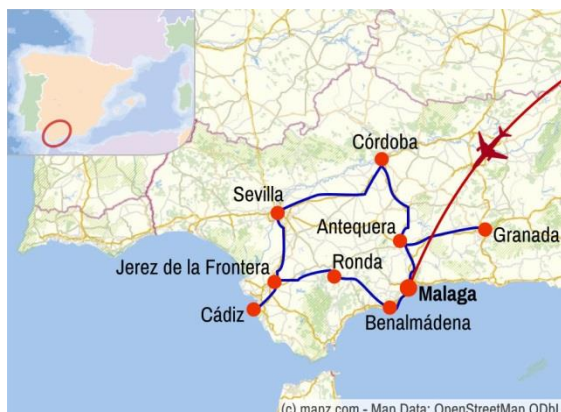 Córdoba
Sevilla
Antequera
Granada
Jerez de la Frontera
Ronda
Malaga
Cádiz
Benalmádena
(c) manz.com - Map Data: OpenStreetMap ODbL